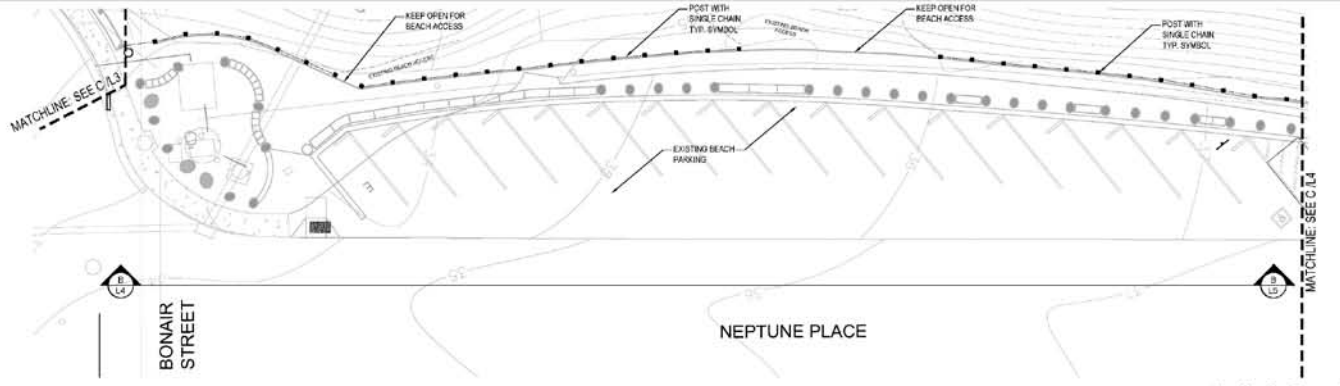 KEEP OPEN FOR
BEACH ACCESS
POST WITH
SINGLE CHAIN
TYP. SYMBOL
EXISTING BEACH
ACCESS
KEEP OPEN FOR
BEACH ACCESS
POST WITH
SINGLE CHAIN
TYP. SYMBOL
EXISTING BEACH ACCESS
MATCHLINE: SEE C /L3
EXISTING BEACH
PARKING
E
MATCHLINE: SEE C /L4
B
L4
35
36
B
L5
BONAIR
STREET
NEPTUNE PLACE